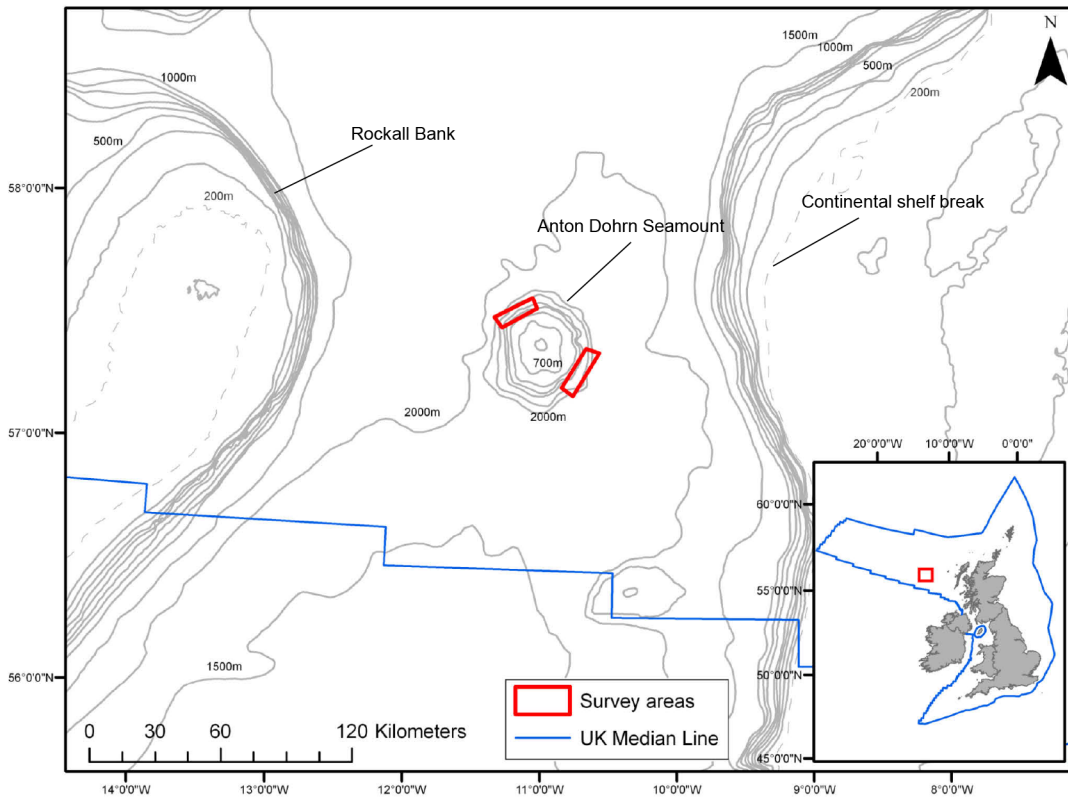 N
1500m
1000m
500m
200m
1000m
500m
200m
Rockall Bank
58°0'0"N
Continental shelf break
Anton Dohrn Seamount
700m
2000m
2000m
57°0'0"N
20°0'0"W 10°0'0"W 0°0'0"
60°0'0"N
55°0'0"N
50°0'0"N
45°0'0"N
1500m
56°0'0"N
Survey areas
UK Median Line
0 30 60 120 Kilometers
14°0'0"W 13°0'0"W 12°0'0"W 11°0'0"W 10°0'0"W 9°0'0"W 8°0'0"W